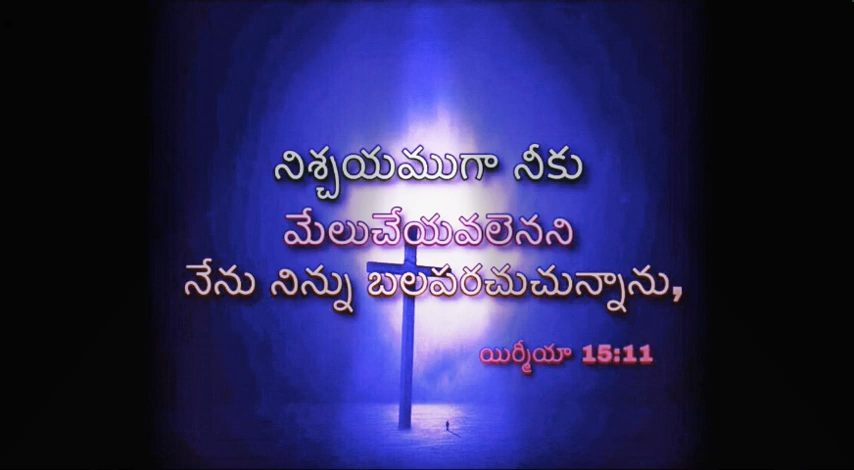 నిశ్చయముగా నీకు
మేలుచేయవలెనని
నేను నిన్ను బలపరచుచున్నాను,
యిర్మీయా 15:11